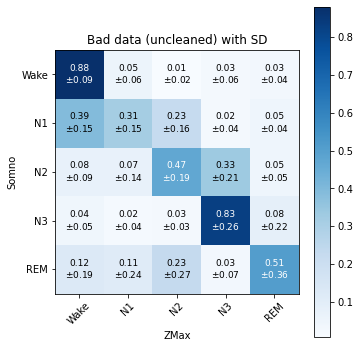 Bad data (uncleaned) with SD
Somno
Wake
0.88 0.05 0.01 0.03 0.03
±0.09 ±0.06 ±0.02 ±0.06 ±0.04
N1
0.39 0.31 0.23 0.02 0.05
±0.15 ±0.15 ±0.16 ±0.04 ±0.04
N2
0.08 0.07 0.47 0.33 0.05
±0.09 ±0.14 ±0.19 ±0.21 ±0.05
N3
0.04 0.02 0.03 0.83 0.08
±0.05 ±0.04 ±0.03 ±0.26 ±0.22
REM
0.12 0.11 0.23 0.03 0.51
±0.19 ±0.24 ±0.27 ±0.07 ±0.36
Wake N1 N2 N3 REM
ZMax
0.8
0.7
0.6
0.5
0.4
0.3
0.2
0.1